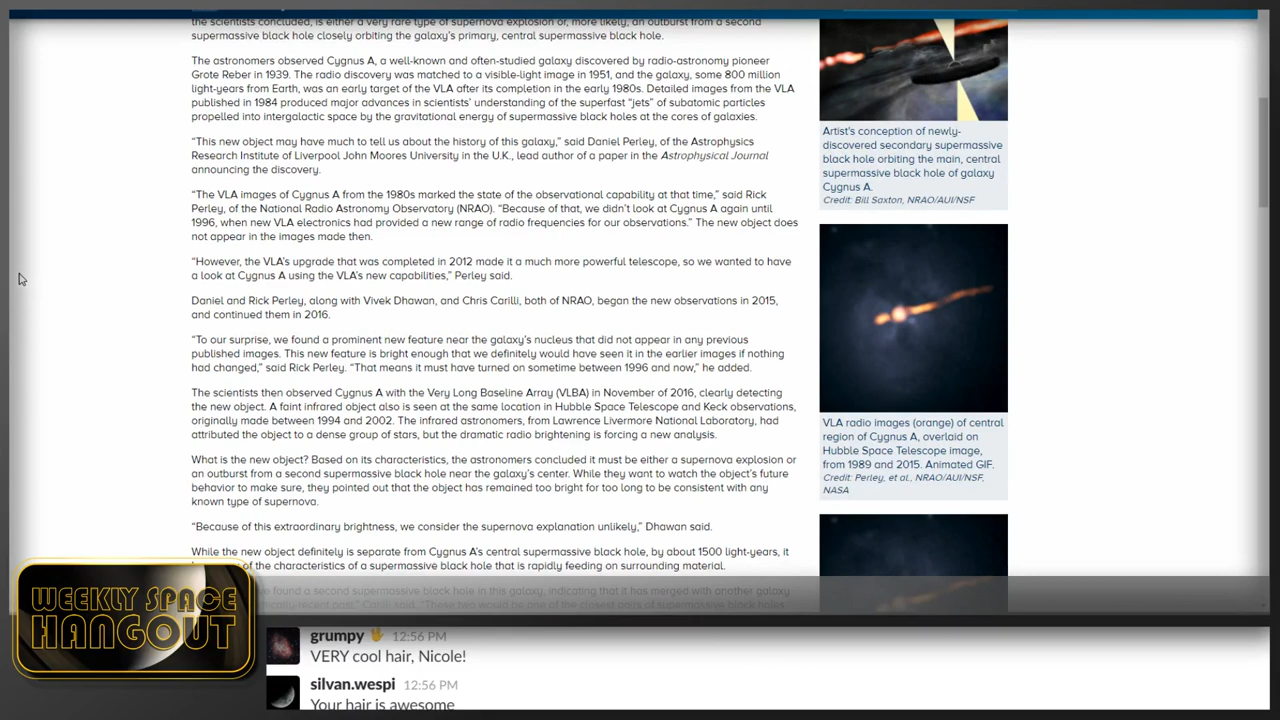 the scientists concluded, is either a very rare type of supernova explosion or, more likely, an outburst from a second
supermassive black hole closely orbiting the galaxy's primary, central supermassive black hole.
The astronomers observed Cygnus A, a well-known and often-studied galaxy discovered by radio-astronomy pioneer
Grote Reber in 1939. The radio discovery was matched to a visible-light image in 1951, and the galaxy, some 800 million
light-years from Earth, was an early target of the VLA after its completion in the early 1980s. Detailed images from the VLA
published in 1984 produced major advances in scientists' understanding of the superfast “jets” of subatomic particles
propelled into intergalactic space by the gravitational energy of supermassive black holes at the cores of galaxies.
“This new object may have much to tell us about the history of this galaxy,” said Daniel Perley, of the Astrophysics
Research Institute of Liverpool John Moores University in the U.K., lead author of a paper in the Astrophysical Journal
announcing the discovery.
“The VLA images of Cygnus A from the 1980s marked the state of the observational capability at that time,” said Rick
Perley, of the National Radio Astronomy Observatory (NRAO). “Because of that, we didn't look at Cygnus A again until
1996, when new VLA electronics had provided a new range of radio frequencies for our observations.” The new object does
not appear in the images made then.
“However, the VLA's upgrade that was completed in 2012 made it a much more powerful telescope, so we wanted to have
a look at Cygnus A using the VLA's new capabilities,” Perley said.
Daniel and Rick Perley, along with Vivek Dhawan, and Chris Carilli, both of NRAO, began the new observations in 2015,
and continued them in 2016.
“To our surprise, we found a prominent new feature near the galaxy's nucleus that did not appear in any previous
published images. This new feature is bright enough that we definitely would have seen it in the earlier images if nothing
had changed,” said Rick Perley. “That means it must have turned on sometime between 1996 and now,” he added.
The scientists then observed Cygnus A with the Very Long Baseline Array (VLBA) in November of 2016, clearly detecting
the new object. A faint infrared object also is seen at the same location in Hubble Space Telescope and Keck observations,
originally made between 1994 and 2002. The infrared astronomers, from Lawrence Livermore National Laboratory, had
attributed the object to a dense group of stars, but the dramatic radio brightening is forcing a new analysis.
What is the new object? Based on its characteristics, the astronomers concluded it must be either a supernova explosion or
an outburst from a second supermassive black hole near the galaxy's center. While they want to watch the object's future
behavior to make sure, they pointed out that the object has remained too bright for too long to be consistent with any
known type of supernova.
“Because of this extraordinary brightness, we consider the supernova explanation unlikely,” Dhawan said.
While the new object definitely is separate from Cygnus A's central supermassive black hole, by about 1500 light-years, it
of the characteristics of a supermassive black hole that is rapidly feeding on surrounding material.
found a second supermassive black hole in this galaxy, indicating that it has merged with another galaxy
recent past,” Carilli said. “These two would be one of the closest pairs of supermassive black holes
Artist's conception of newly-
discovered secondary supermassive
black hole orbiting the main, central
supermassive black hole of galaxy
Cygnus A.
Credit: Bill Saxton, NRAO/AUI/NSF
VLA radio images (orange) of central
region of Cygnus A, overlaid on
Hubble Space Telescope image,
from 1989 and 2015. Animated GIF.
Credit: Perley, et al., NRAO/AUI/NSF,
NASA
WEEKLY SPACE
HANGOUT
grumpy 12:56 PM
VERY cool hair, Nicole!
silvan.wespi 12:56 PM
Your hair is awesome